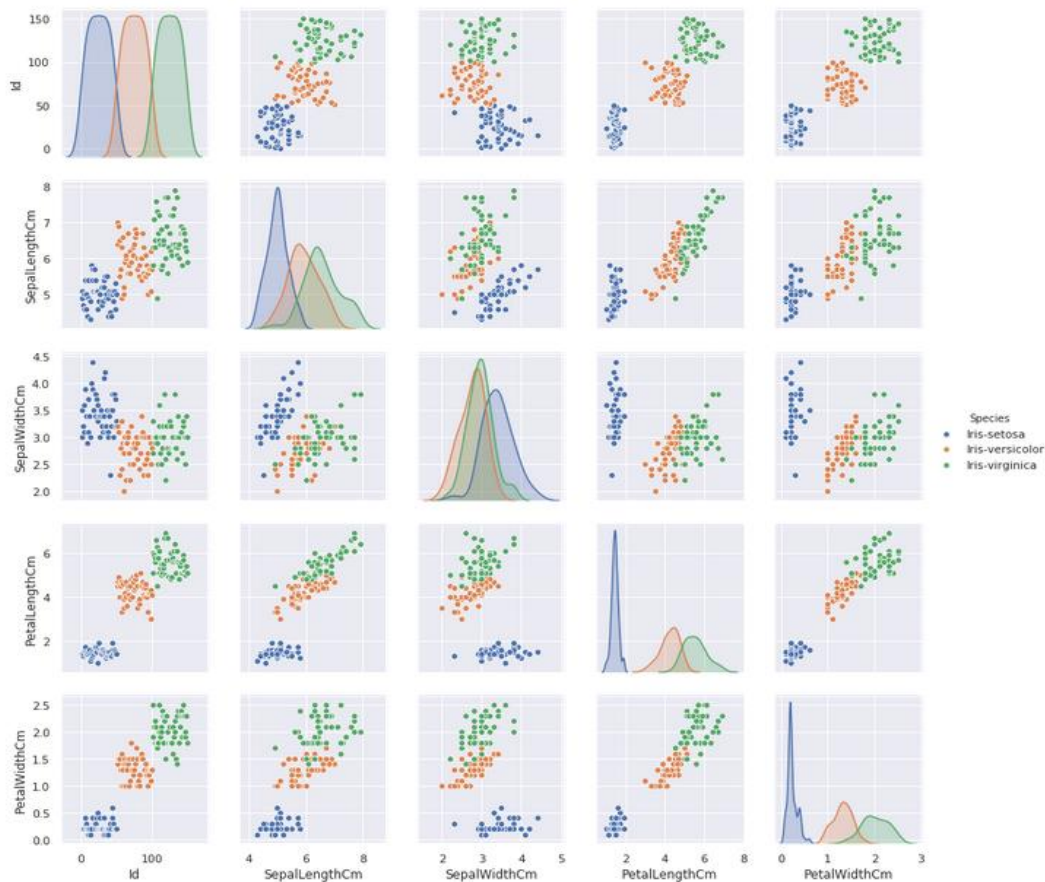 150
100
50
0
Id
8
7
6
5
SepalLengthCm
4.5
4.0
3.5
3.0
2.5
2.0
SepalWidthCm
Species
Iris-setosa
Iris-versicolor
Iris-virginica
6
4
2
PetalLengthCm
2.5
2.0
1.5
1.0
0.5
0.0
PetalWidthCm
0 100
4 6 8
2 3 4 5
2 4 6 8
0 1 2 3
Id
SepalLengthCm
SepalWidthCm
PetalLengthCm
PetalWidthCm